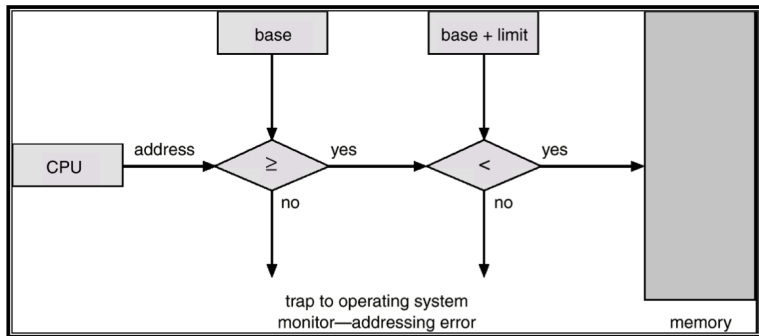 base
base + limit
CPU
address
≥
yes
<
yes
no
no
trap to operating system
monitor—addressing error
memory